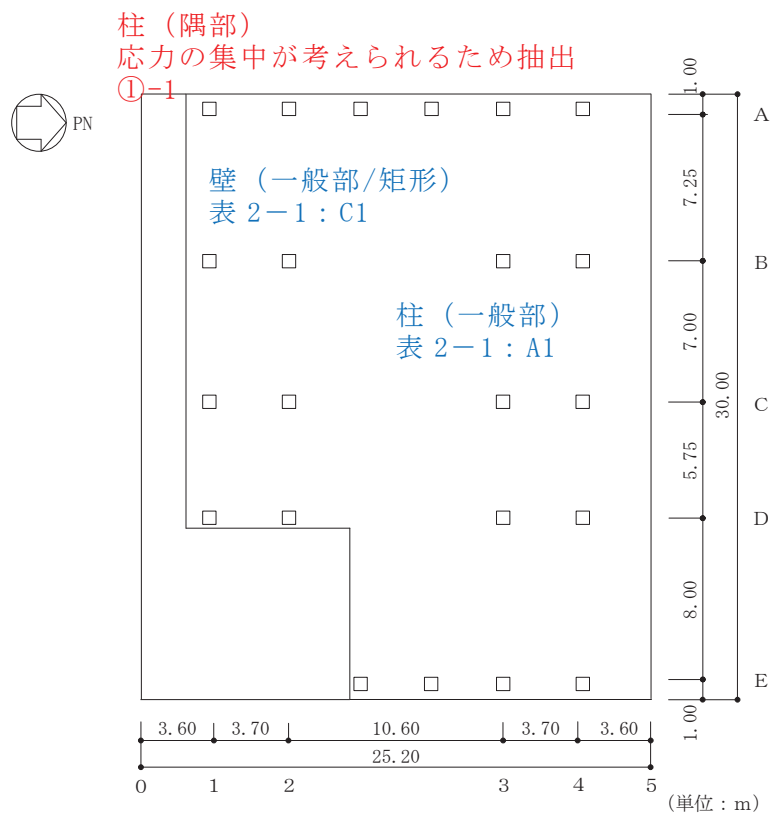 柱（隅部）
応力の集中が考えられるため抽出
①-1
PN
壁（一般部/矩形）
表 2－1：C1
柱（一般部）
表 2－1：A1
1.00
A
7.25
B
7.00
30.00
C
5.75
D
8.00
E
1.00
3.60 3.70 10.60 3.70 3.60
25.20
0 1 2 3 4 5
(単位：m)